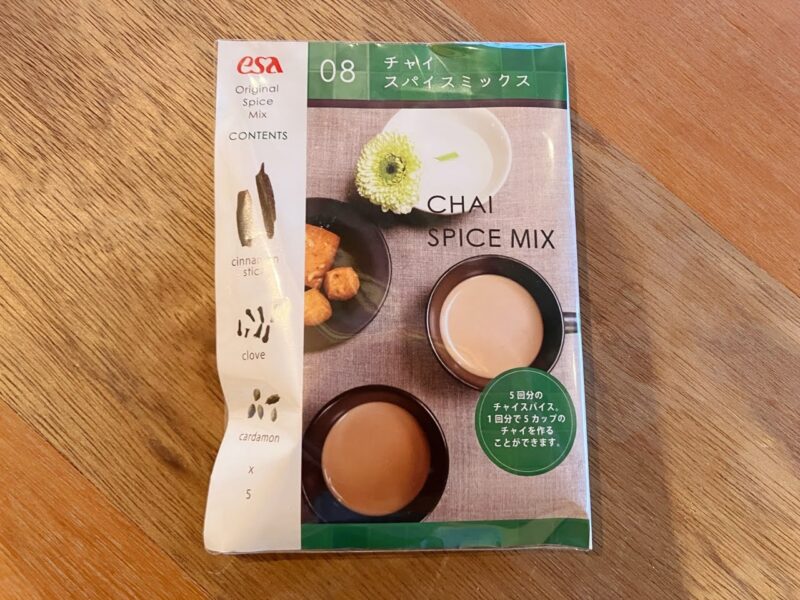 esa
Original
Spice
Mix
CONTENTS
cinnamon
stick
clove
cardamon
x
5
08
チャイ
スパイスミックス
CHAI
SPICE MIX
5回分の
チャイスパイス。
1回分で5カップの
チャイを作る
ことができます。